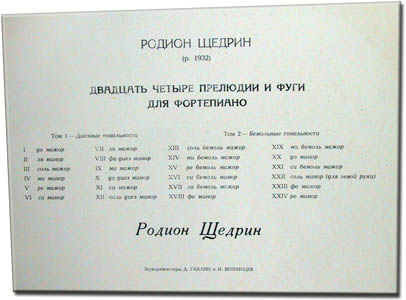 РОДИОН ЩЕДРИН
(р. 1932)
ДВАДЦАТЬ ЧЕТЫРЕ ПРЕЛЮДИИ И ФУГИ
ДЛЯ ФОРТЕПИАНО
Том 1 — Диезные тональности
I до мажор
II ля минор
III соль мажор
IV ми минор
V ре мажор
VI си минор
VII ля мажор
VIII фа диез минор
IX ми мажор
X до диез минор
XI си мажор
XII соль диез минор
Том 2 — Бемольные тональности
XIII соль бемоль мажор
XIV ми бемоль минор
XV ре бемоль мажор
XVI си бемоль минор
XVII ля бемоль мажор
XVIII фа минор
XIX ми бемоль мажор
XX до минор
XXI си бемоль мажор
XXII соль минор (для левой руки)
XXIII фа мажор
XXIV ре минор
Родион Щедрин
Звукорежиссеры Д. ГАКЛИН и И. ВЕПРИНЦЕВ